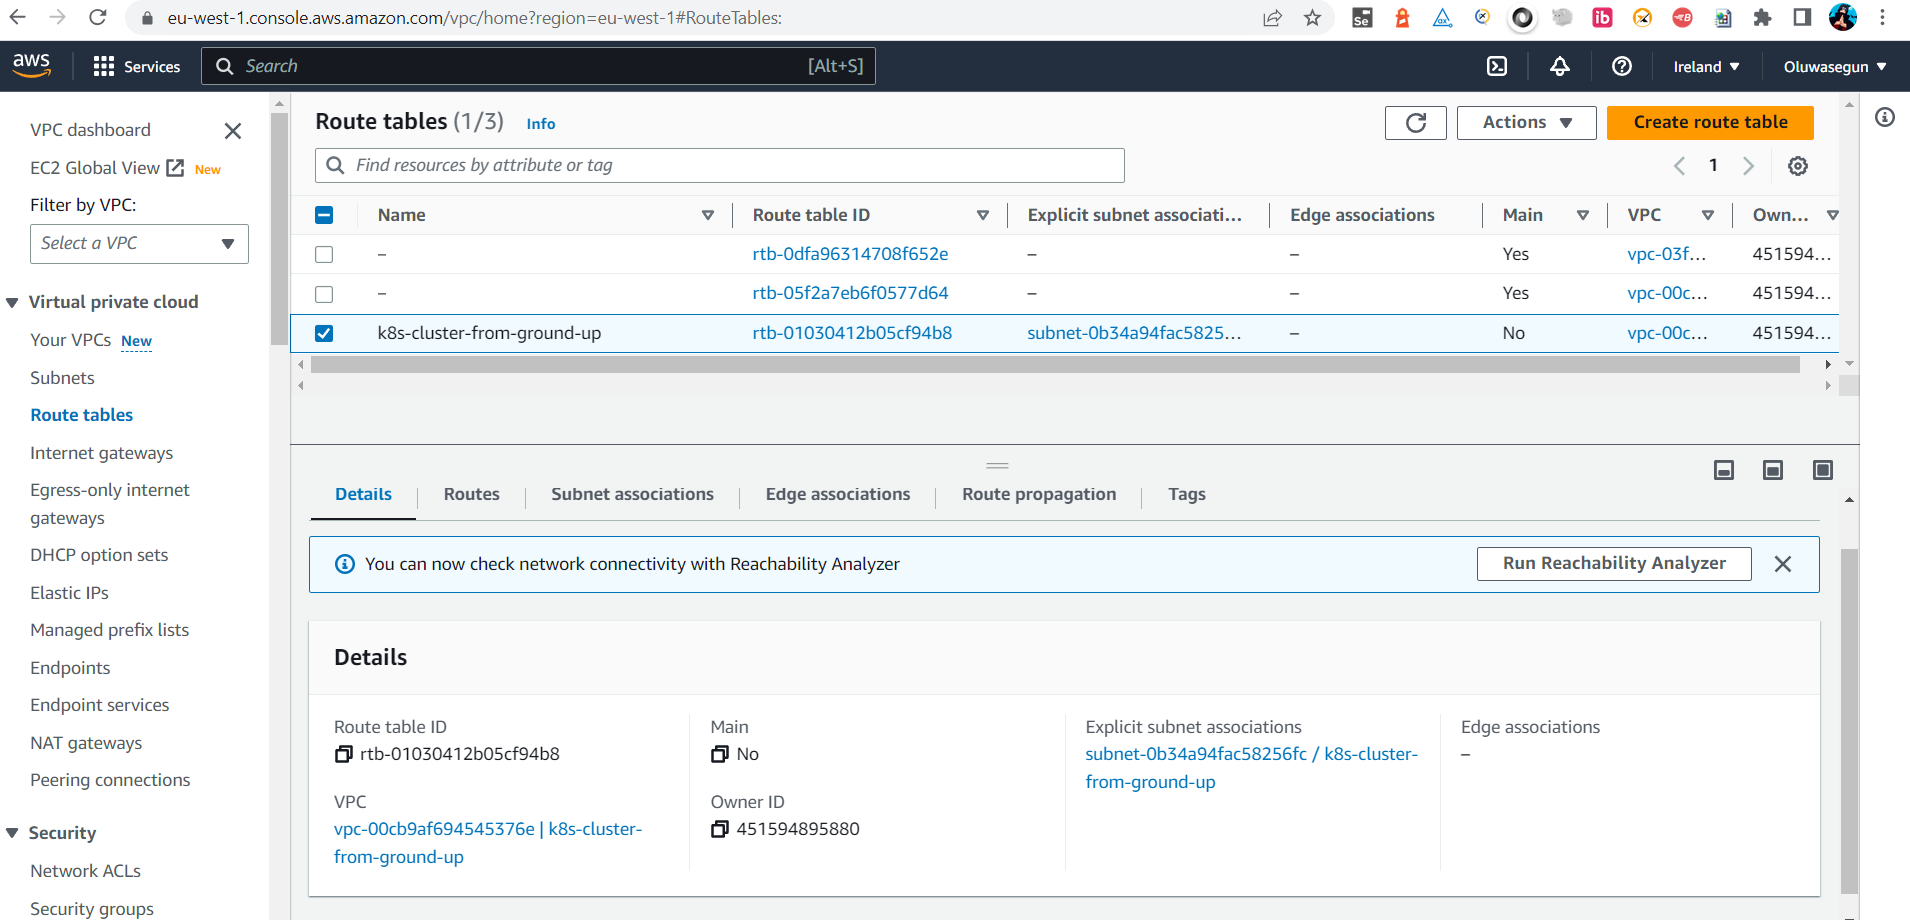 eu-west-1.console.aws.amazon.com/vpc/home?region=eu-west-1#RouteTables:
aws
Services
Search
[Alt+S]
Ireland
Oluwasegun
VPC dashboard
EC2 Global View New
Filter by VPC:
Select a VPC
Virtual private cloud
Your VPCs New
Subnets
Route tables
Internet gateways
Egress-only internet
gateways
DHCP option sets
Elastic IPs
Managed prefix lists
Endpoints
Endpoint services
NAT gateways
Peering connections
Security
Network ACLs
Security groups
Route tables (1/3) Info
Actions
Create route table
Find resources by attribute or tag
1
Name Route table ID Explicit subnet associati... Edge associations Main VPC Own...
– rtb-0dfa96314708f652e – – Yes vpc-03f... 451594...
– rtb-05f2a7eb6f0577d64 – – Yes vpc-00c... 451594...
k8s-cluster-from-ground-up rtb-01030412b05cf94b8 subnet-0b34a94fac5825... – No vpc-00c... 451594...
Details Routes Subnet associations Edge associations Route propagation Tags
You can now check network connectivity with Reachability Analyzer
Run Reachability Analyzer
Details
Route table ID
rtb-01030412b05cf94b8
Main
No
Explicit subnet associations
subnet-0b34a94fac58256fc / k8s-cluster-
from-ground-up
Edge associations
–
VPC
vpc-00cb9af694545376e | k8s-cluster-
from-ground-up
Owner ID
451594895880